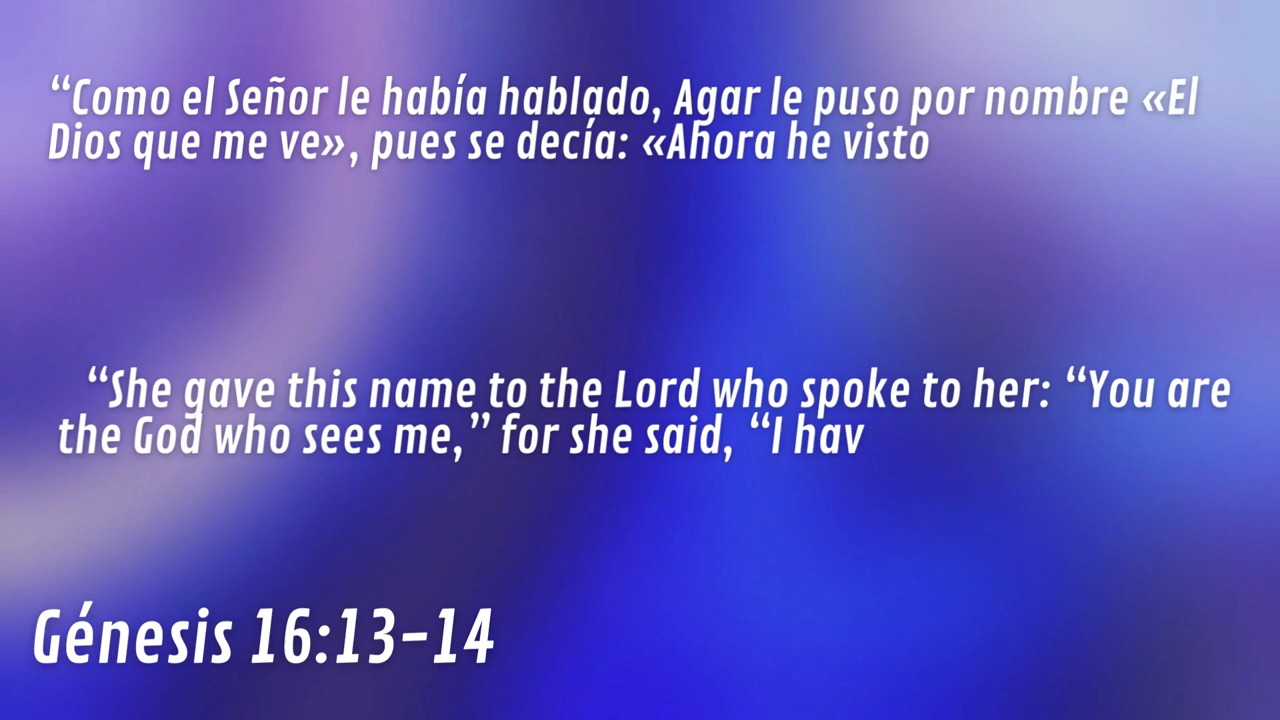 “Como el Señor le había hablado, Agar le puso por nombre «El
Dios que me ve», pues se decía: «Ahora he visto
“She gave this name to the Lord who spoke to her: “You are
the God who sees me,” for she said, “I hav
Génesis 16:13-14